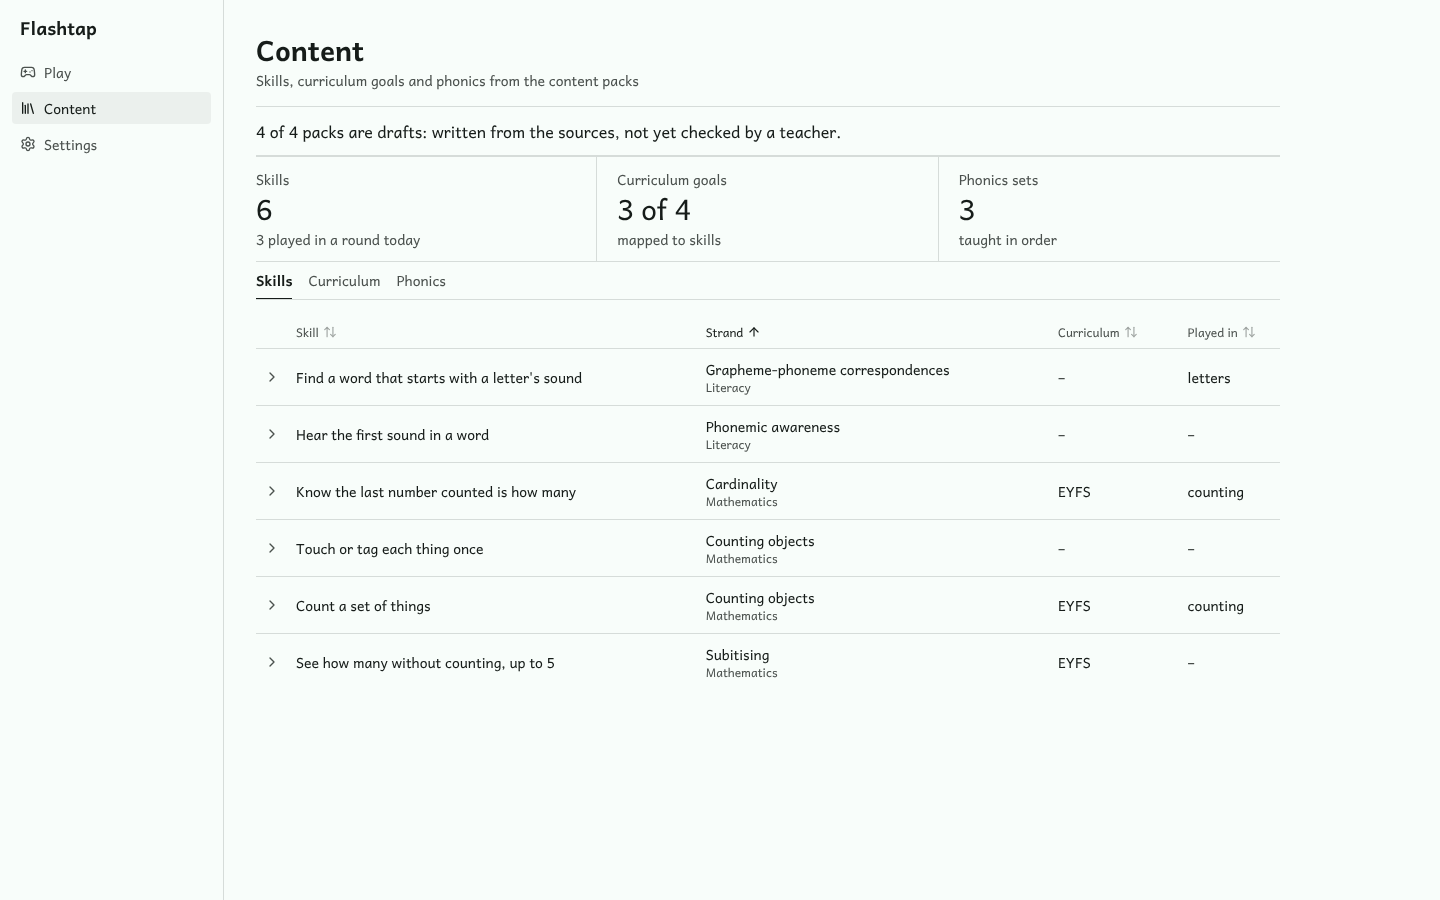 Flashtap
Play
Content
Settings
Content
Skills, curriculum goals and phonics from the content packs
4 of 4 packs are drafts: written from the sources, not yet checked by a teacher.
Skills
6
3 played in a round today
Curriculum goals
3 of 4
mapped to skills
Phonics sets
3
taught in order
Skills Curriculum Phonics
Skill Strand Curriculum Played in
Find a word that starts with a letter's sound
Grapheme-phoneme correspondences
Literacy
–
letters
Hear the first sound in a word
Phonemic awareness
Literacy
–
–
Know the last number counted is how many
Cardinality
Mathematics
EYFS
counting
Touch or tag each thing once
Counting objects
Mathematics
–
–
Count a set of things
Counting objects
Mathematics
EYFS
counting
See how many without counting, up to 5
Subitising
Mathematics
EYFS
–